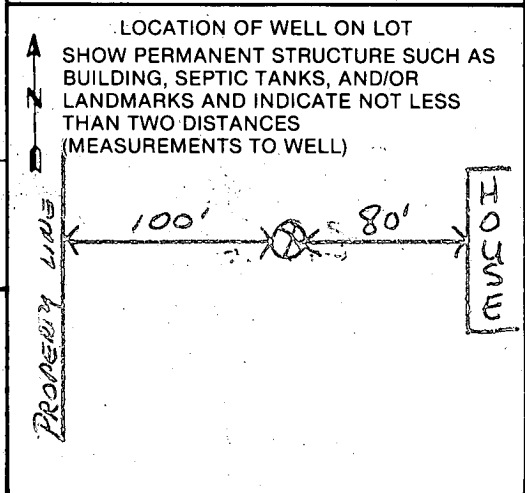 LOCATION OF WELL ON LOT
SHOW PERMANENT STRUCTURE SUCH AS
BUILDING, SEPTIC TANKS, AND/OR
LANDMARKS AND INDICATE NOT LESS
THAN TWO DISTANCES
(MEASUREMENTS TO WELL)
N
100'
80'
HOUSE
PROPERTY LINE